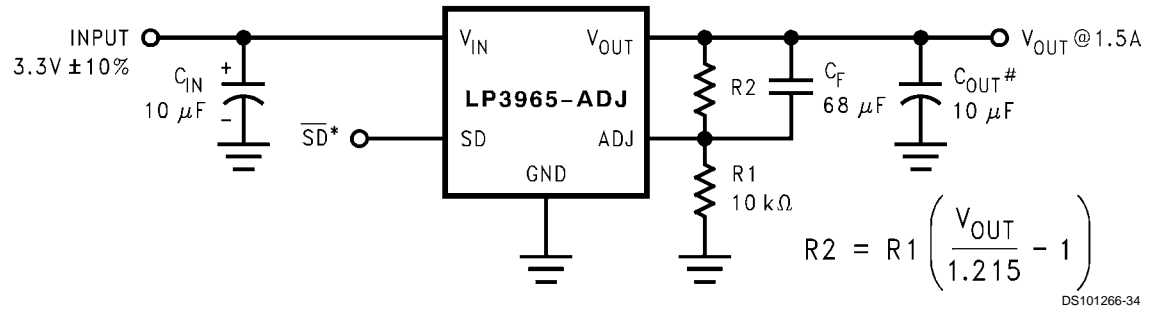 INPUT
3.3V ±10%
C_IN
10 µF
+
−
V_IN
V_OUT
LP3965-ADJ
S̅D̅*
SD
ADJ
GND
R2
C_F
68 µF
C_OUT#
10 µF
V_OUT @1.5A
R1
10 kΩ
R2 = R1 (V_OUT / 1.215 − 1)
DS101266-34